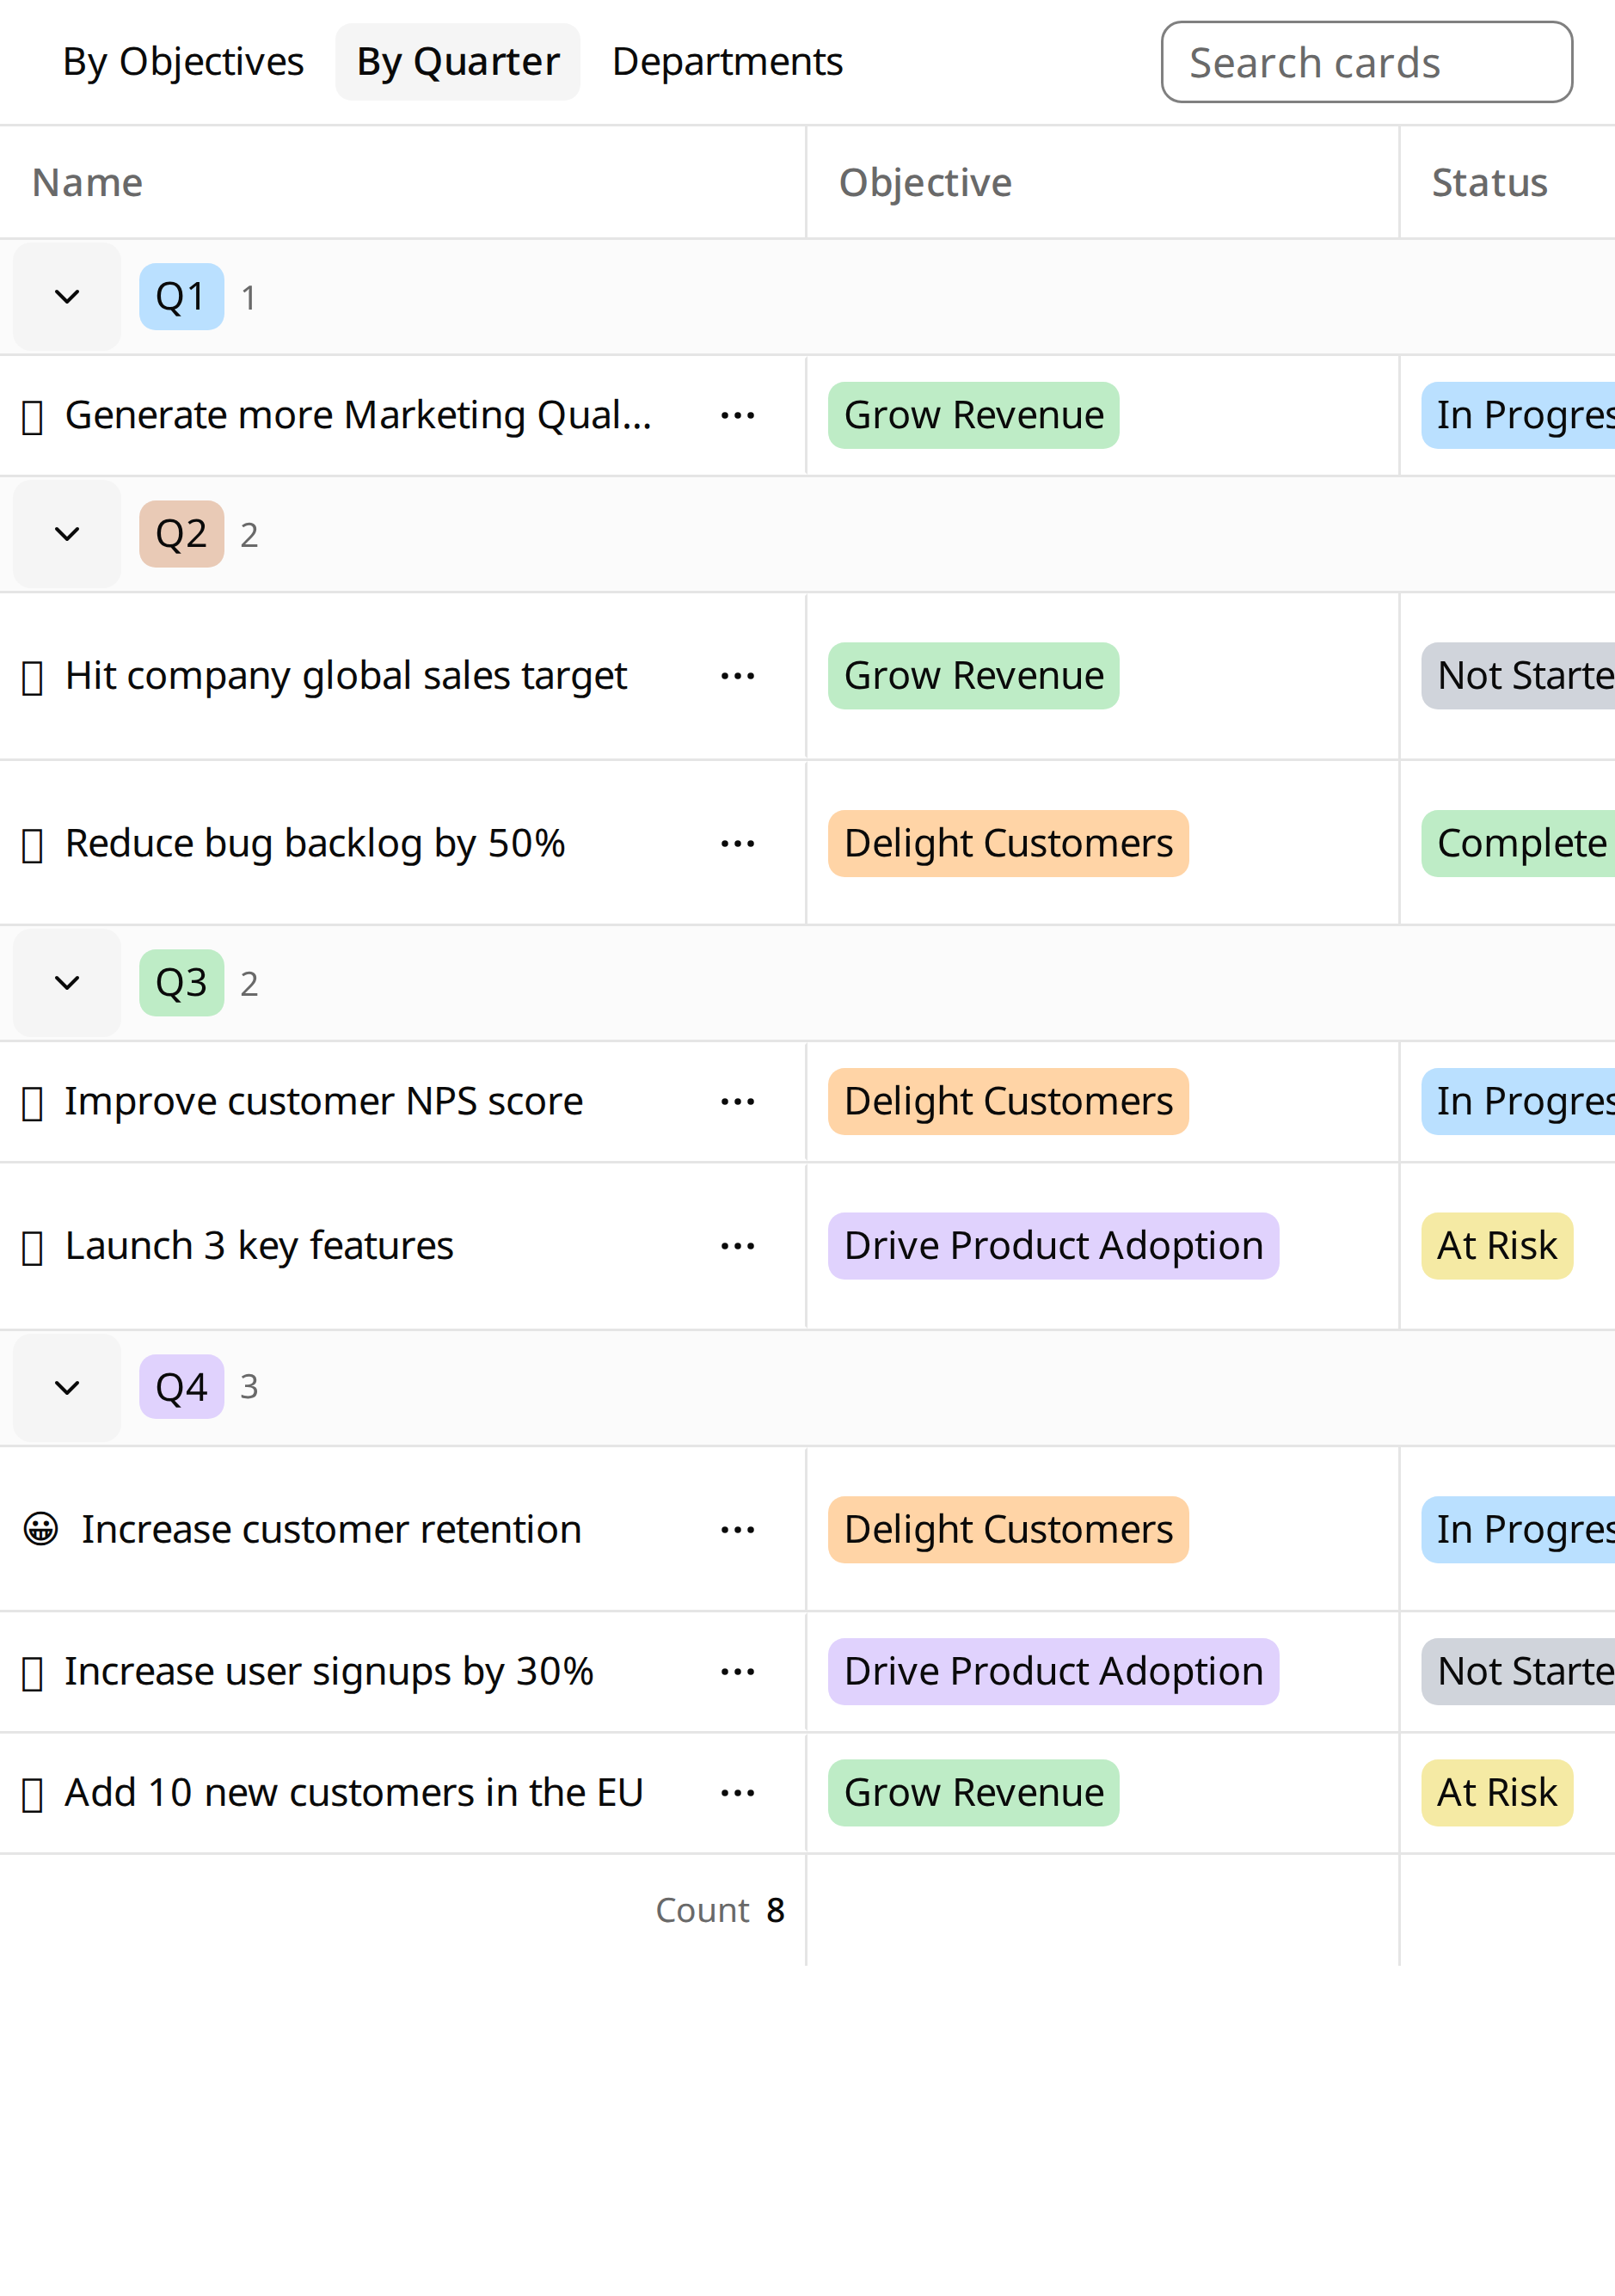 By Objectives By Quarter Departments Search cards
Name Objective Status
Q1 1
Generate more Marketing Qual... Grow Revenue In Progres
Q2 2
Hit company global sales target Grow Revenue Not Starte
Reduce bug backlog by 50% Delight Customers Complete
Q3 2
Improve customer NPS score Delight Customers In Progres
Launch 3 key features Drive Product Adoption At Risk
Q4 3
😀 Increase customer retention Delight Customers In Progres
Increase user signups by 30% Drive Product Adoption Not Starte
Add 10 new customers in the EU Grow Revenue At Risk
Count 8